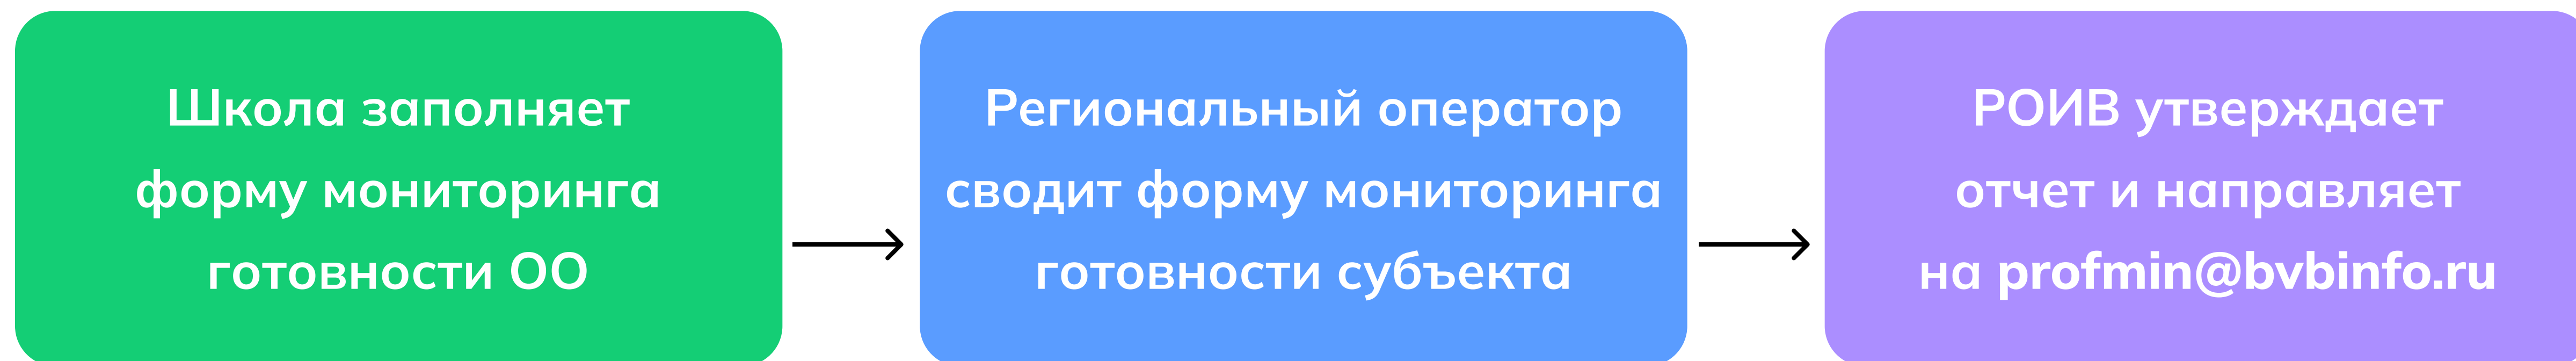 Школа заполняет
форму мониторинга
готовности ОО
Региональный оператор
сводит форму мониторинга
готовности субъекта
РОИВ утверждает
отчет и направляет
на profmin@bvbinfo.ru